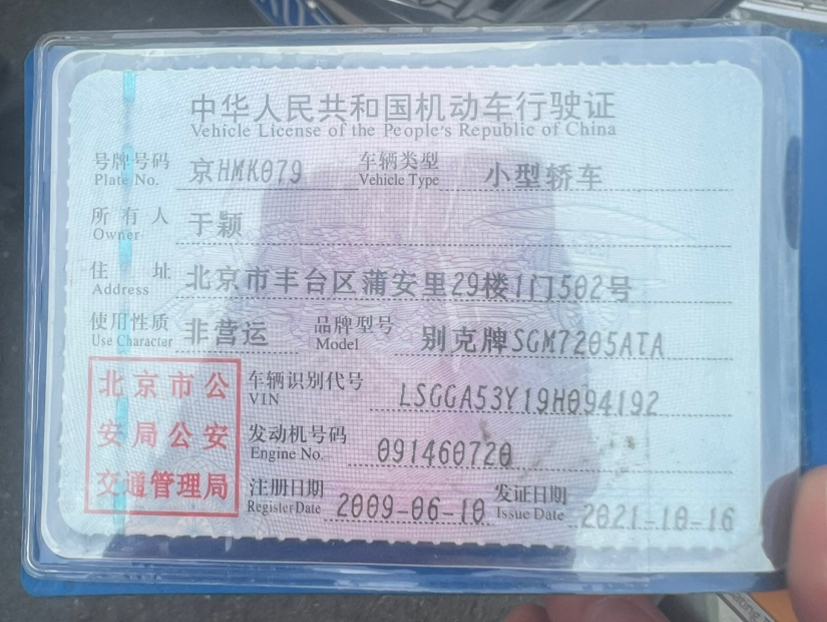 中华人民共和国机动车行驶证
Vehicle License of the People's Republic of China
号牌号码 京HMK079 车辆类型 小型轿车
Plate No. Vehicle Type
所有人 于颖
Owner
住址 北京市丰台区蒲安里29楼1门502号
Address
使用性质 非营运 品牌型号 别克牌SGM7205ATA
Use Character Model
北京市公安局公安交通管理局
车辆识别代号 LSGGA53Y19H094192
VIN
发动机号码 091460720
Engine No.
注册日期 2009-06-10 发证日期 2021-10-16
Register Date Issue Date